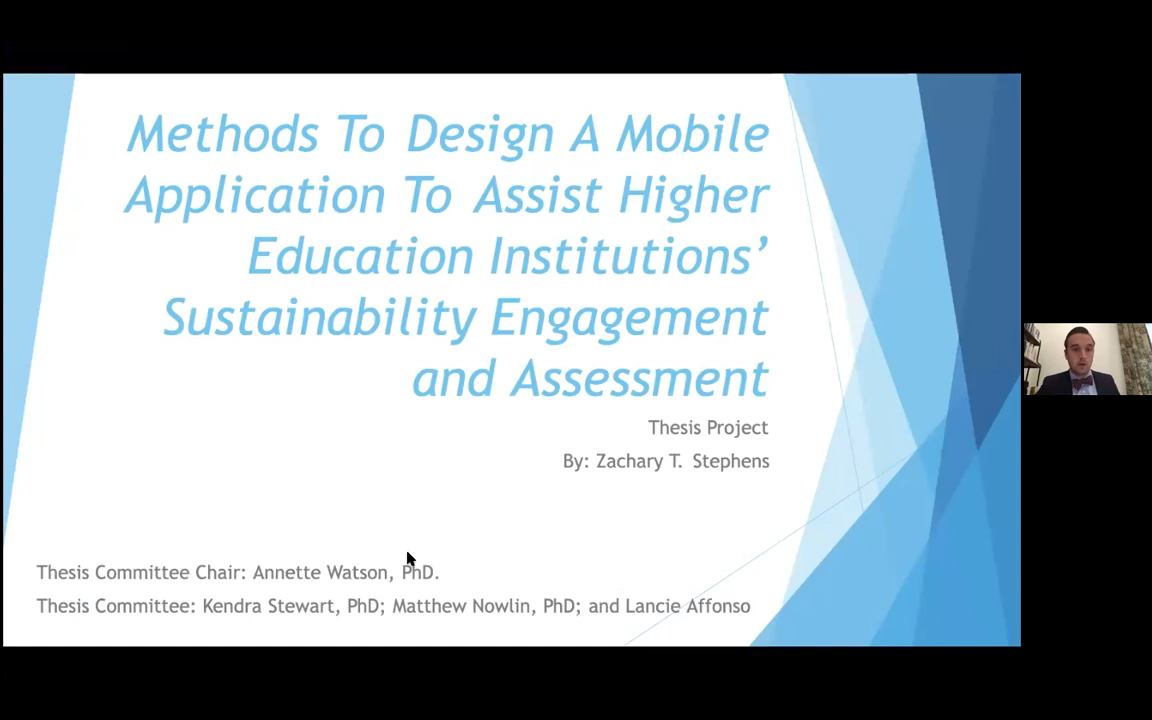 Methods To Design A Mobile
Application To Assist Higher
Education Institutions’
Sustainability Engagement
and Assessment
Thesis Project
By: Zachary T. Stephens
Thesis Committee Chair: Annette Watson, PhD.
Thesis Committee: Kendra Stewart, PhD; Matthew Nowlin, PhD; and Lancie Affonso